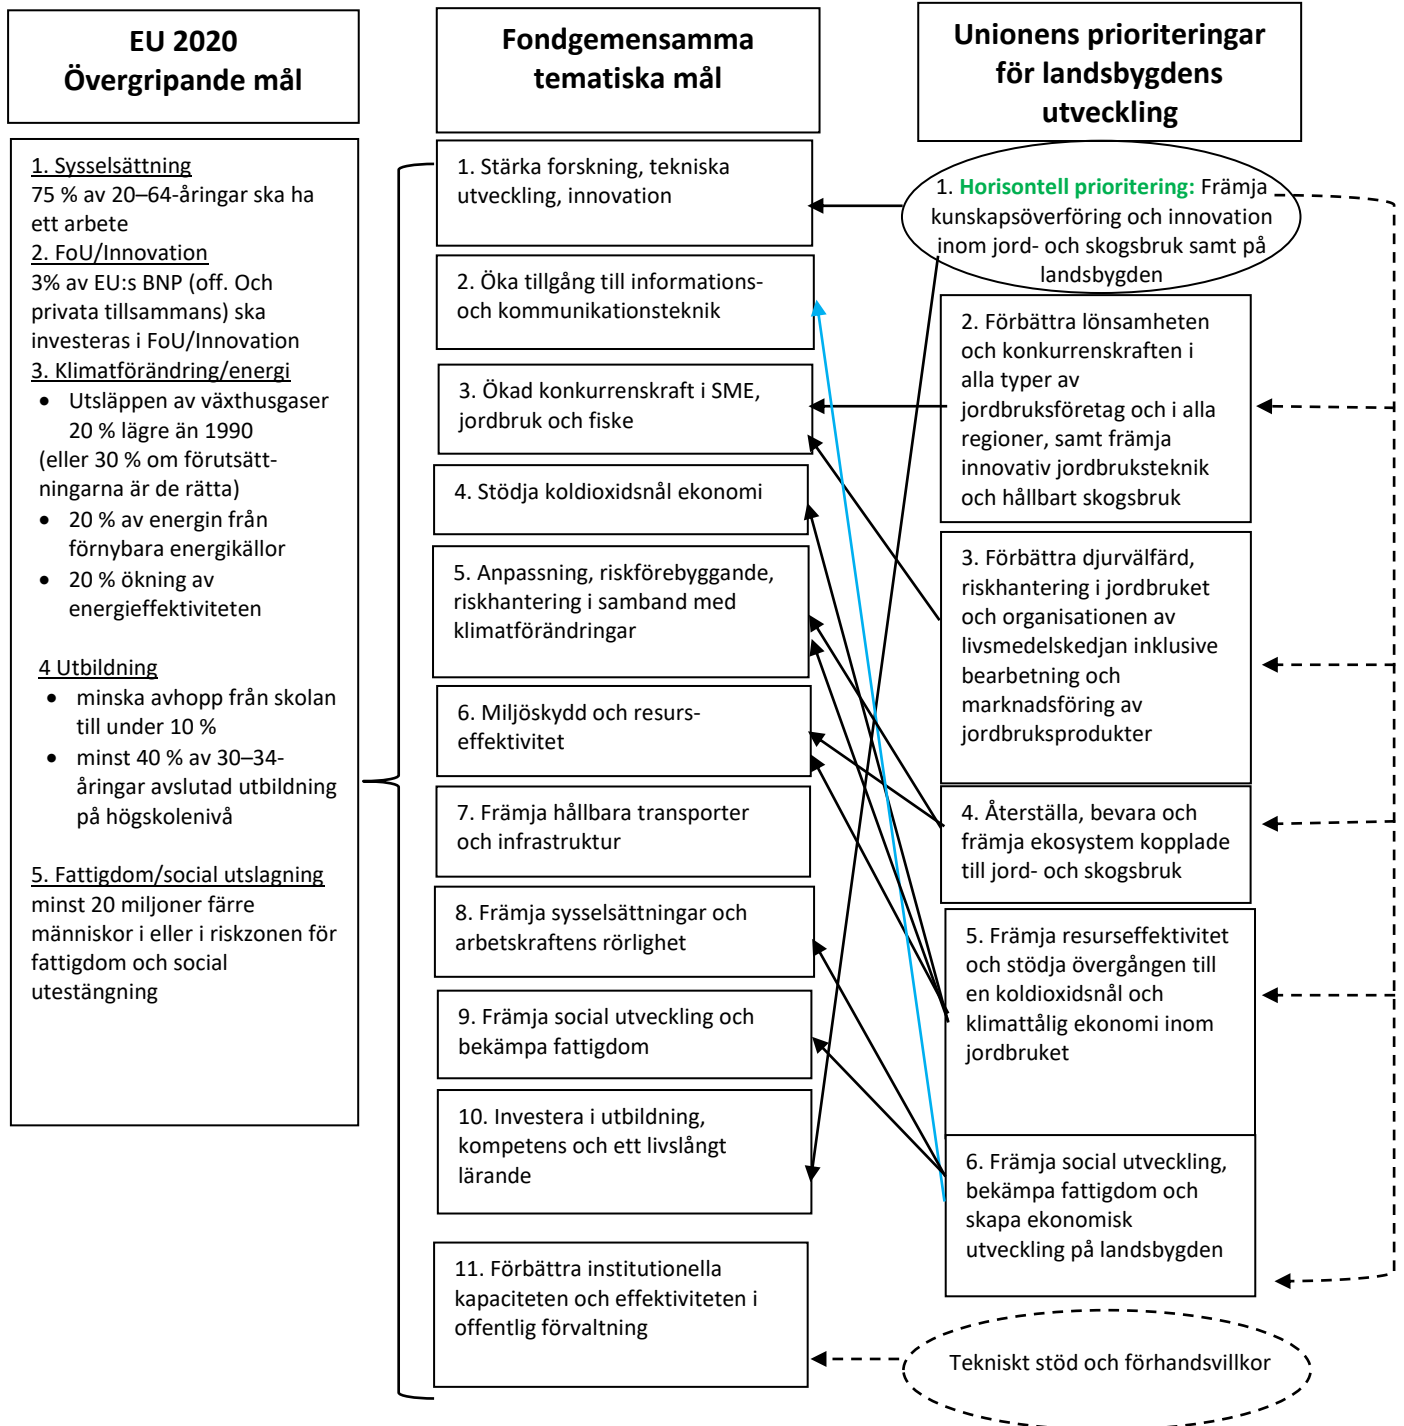 EU 2020
Övergripande mål
1. Sysselsättning
75 % av 20–64-åringar ska ha
ett arbete
2. FoU/Innovation
3% av EU:s BNP (off. Och
privata tillsammans) ska
investeras i FoU/Innovation
3. Klimatförändring/energi
• Utsläppen av växthusgaser
20 % lägre än 1990
(eller 30 % om förutsätt-
ningarna är de rätta)
• 20 % av energin från
förnybara energikällor
• 20 % ökning av
energieffektiviteten
4 Utbildning
• minska avhopp från skolan
till under 10 %
• minst 40 % av 30–34-
åringar avslutad utbildning
på högskolenivå
5. Fattigdom/social utslagning
minst 20 miljoner färre
människor i eller i riskzonen för
fattigdom och social
utestängning
Fondgemensamma
tematiska mål
1. Stärka forskning, tekniska
utveckling, innovation
2. Öka tillgång till informations-
och kommunikationsteknik
3. Ökad konkurrenskraft i SME,
jordbruk och fiske
4. Stödja koldioxidsnål ekonomi
5. Anpassning, riskförebyggande,
riskhantering i samband med
klimatförändringar
6. Miljöskydd och resurs-
effektivitet
7. Främja hållbara transporter
och infrastruktur
8. Främja sysselsättningar och
arbetskraftens rörlighet
9. Främja social utveckling och
bekämpa fattigdom
10. Investera i utbildning,
kompetens och ett livslångt
lärande
11. Förbättra institutionella
kapaciteten och effektiviteten i
offentlig förvaltning
Unionens prioriteringar
för landsbygdens
utveckling
1. Horisontell prioritering: Främja
kunskapsöverföring och innovation
inom jord- och skogsbruk samt på
landsbygden
2. Förbättra lönsamheten
och konkurrenskraften i
alla typer av
jordbruksföretag och i alla
regioner, samt främja
innovativ jordbruksteknik
och hållbart skogsbruk
3. Förbättra djurvälfärd,
riskhantering i jordbruket
och organisationen av
livsmedelskedjan inklusive
bearbetning och
marknadsföring av
jordbruksprodukter
4. Återställa, bevara och
främja ekosystem kopplade
till jord- och skogsbruk
5. Främja resurseffektivitet
och stödja övergången till
en koldioxidsnål och
klimattålig ekonomi inom
jordbruket
6. Främja social utveckling,
bekämpa fattigdom och
skapa ekonomisk
utveckling på landsbygden
Tekniskt stöd och förhandsvillkor